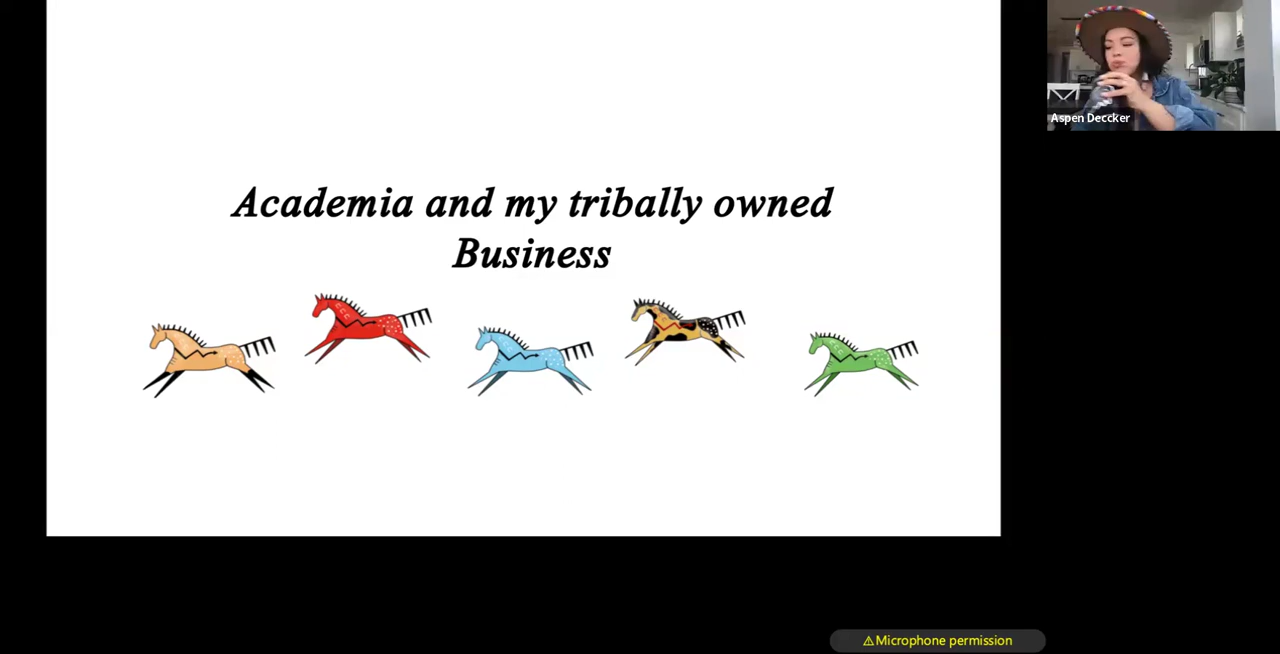 Academia and my tribally owned
Business
Aspen Deccker
⚠Microphone permission